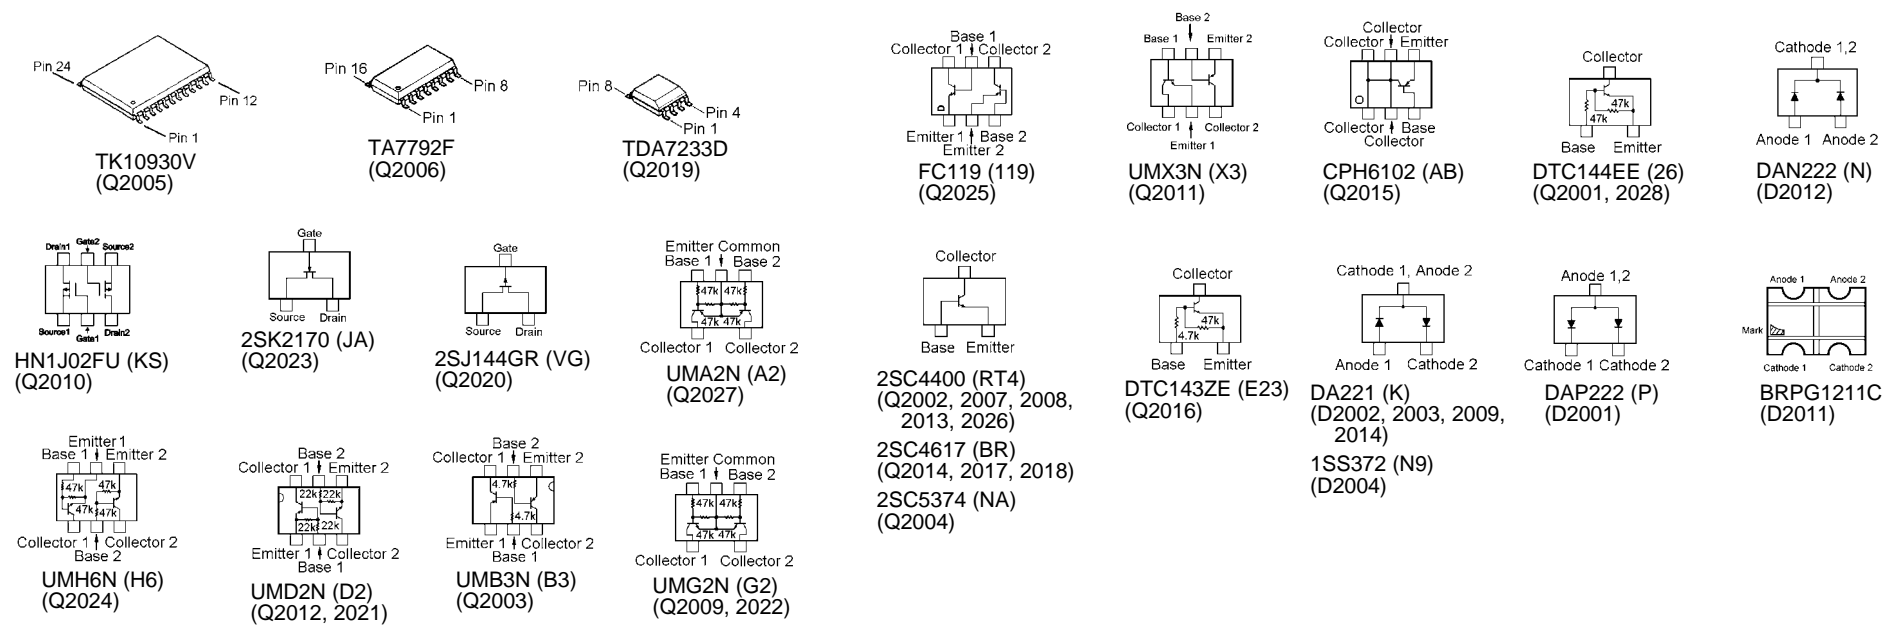 Pin 24
Pin 12
Pin 1
TK10930V
(Q2005)
Pin 16
Pin 8
Pin 1
TA7792F
(Q2006)
Pin 8
Pin 4
Pin 1
TDA7233D
(Q2019)
Base 1
Collector 1 Collector 2
D
Emitter 1 Base 2
Emitter 2
FC119 (119)
(Q2025)
Base 2
Base 1 Emitter 2
Collector 1 Collector 2
Emitter 1
UMX3N (X3)
(Q2011)
Collector
Collector Emitter
Collector Base
Collector
CPH6102 (AB)
(Q2015)
Collector
47k
47k
Base Emitter
DTC144EE (26)
(Q2001, 2028)
Cathode 1,2
Anode 1 Anode 2
DAN222 (N)
(D2012)
Drain1 Gate2 Source2
Source1 Gate1 Drain2
HN1J02FU (KS)
(Q2010)
Gate
Source Drain
2SK2170 (JA)
(Q2023)
Gate
Source Drain
2SJ144GR (VG)
(Q2020)
Emitter Common
Base 1 Base 2
47k 47k
47k 47k
Collector 1 Collector 2
UMA2N (A2)
(Q2027)
Collector
Base Emitter
2SC4400 (RT4)
(Q2002, 2007, 2008,
2013, 2026)
2SC4617 (BR)
(Q2014, 2017, 2018)
2SC5374 (NA)
(Q2004)
Collector
47k
4.7k
Base Emitter
DTC143ZE (E23)
(Q2016)
Cathode 1, Anode 2
Anode 1 Cathode 2
DA221 (K)
(D2002, 2003, 2009,
2014)
1SS372 (N9)
(D2004)
Anode 1,2
Cathode 1 Cathode 2
DAP222 (P)
(D2001)
Anode 1 Anode 2
Mark
Cathode 1 Cathode 2
BRPG1211C
(D2011)
Emitter 1
Base 1 Emitter 2
47k 47k
47k 47k
Collector 1 Collector 2
Base 2
UMH6N (H6)
(Q2024)
Base 2
Collector 1 Emitter 2
22k 22k
22k 22k
Emitter 1 Collector 2
Base 1
UMD2N (D2)
(Q2012, 2021)
Base 2
Collector 1 Emitter 2
4.7k
4.7k
Emitter 1 Collector 2
Base 1
UMB3N (B3)
(Q2003)
Emitter Common
Base 1 Base 2
47k 47k
47k 47k
Collector 1 Collector 2
UMG2N (G2)
(Q2009, 2022)